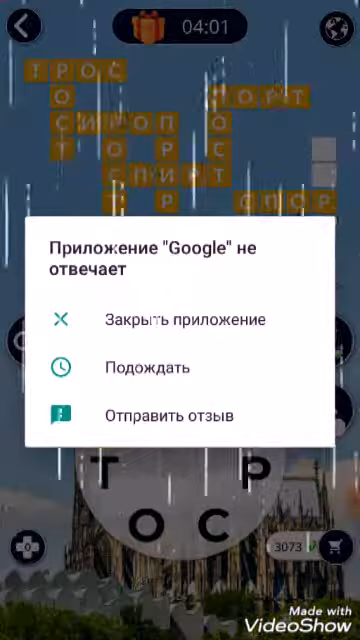 04:01
ТРОС
ПОРТ
СИРОП
СПИРТ
СПОР
Приложение "Google" не
отвечает
Закрыть приложение
Подождать
Отправить отзыв
Т Р
О С
3073
Made with
VideoShow